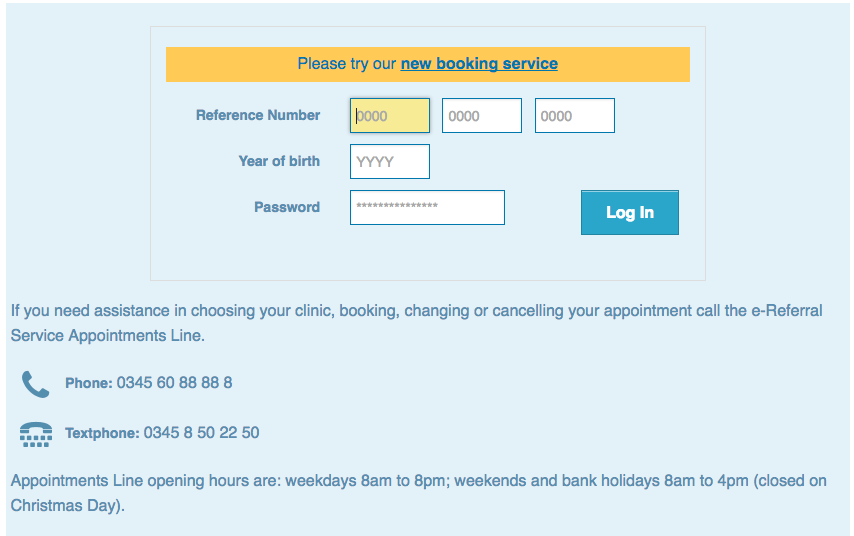 Please try our new booking service
Reference Number 0000 0000 0000
Year of birth YYYY
Password ***************
Log In
If you need assistance in choosing your clinic, booking, changing or cancelling your appointment call the e-Referral
Service Appointments Line.
Phone: 0345 60 88 88 8
Textphone: 0345 8 50 22 50
Appointments Line opening hours are: weekdays 8am to 8pm; weekends and bank holidays 8am to 4pm (closed on
Christmas Day).